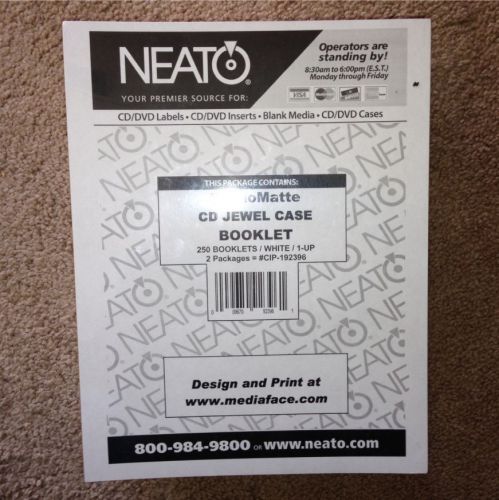 NEATO®
YOUR PREMIER SOURCE FOR:
Operators are
standing by!
8:30am to 6:00pm (E.S.T.)
Monday through Friday
VISA
CD/DVD Labels • CD/DVD Inserts • Blank Media • CD/DVD Cases
THIS PACKAGE CONTAINS:
oMatte
CD JEWEL CASE
BOOKLET
250 BOOKLETS / WHITE / 1-UP
2 Packages = #CIP-192396
Design and Print at
www.mediaface.com
800-984-9800 OR www.neato.com